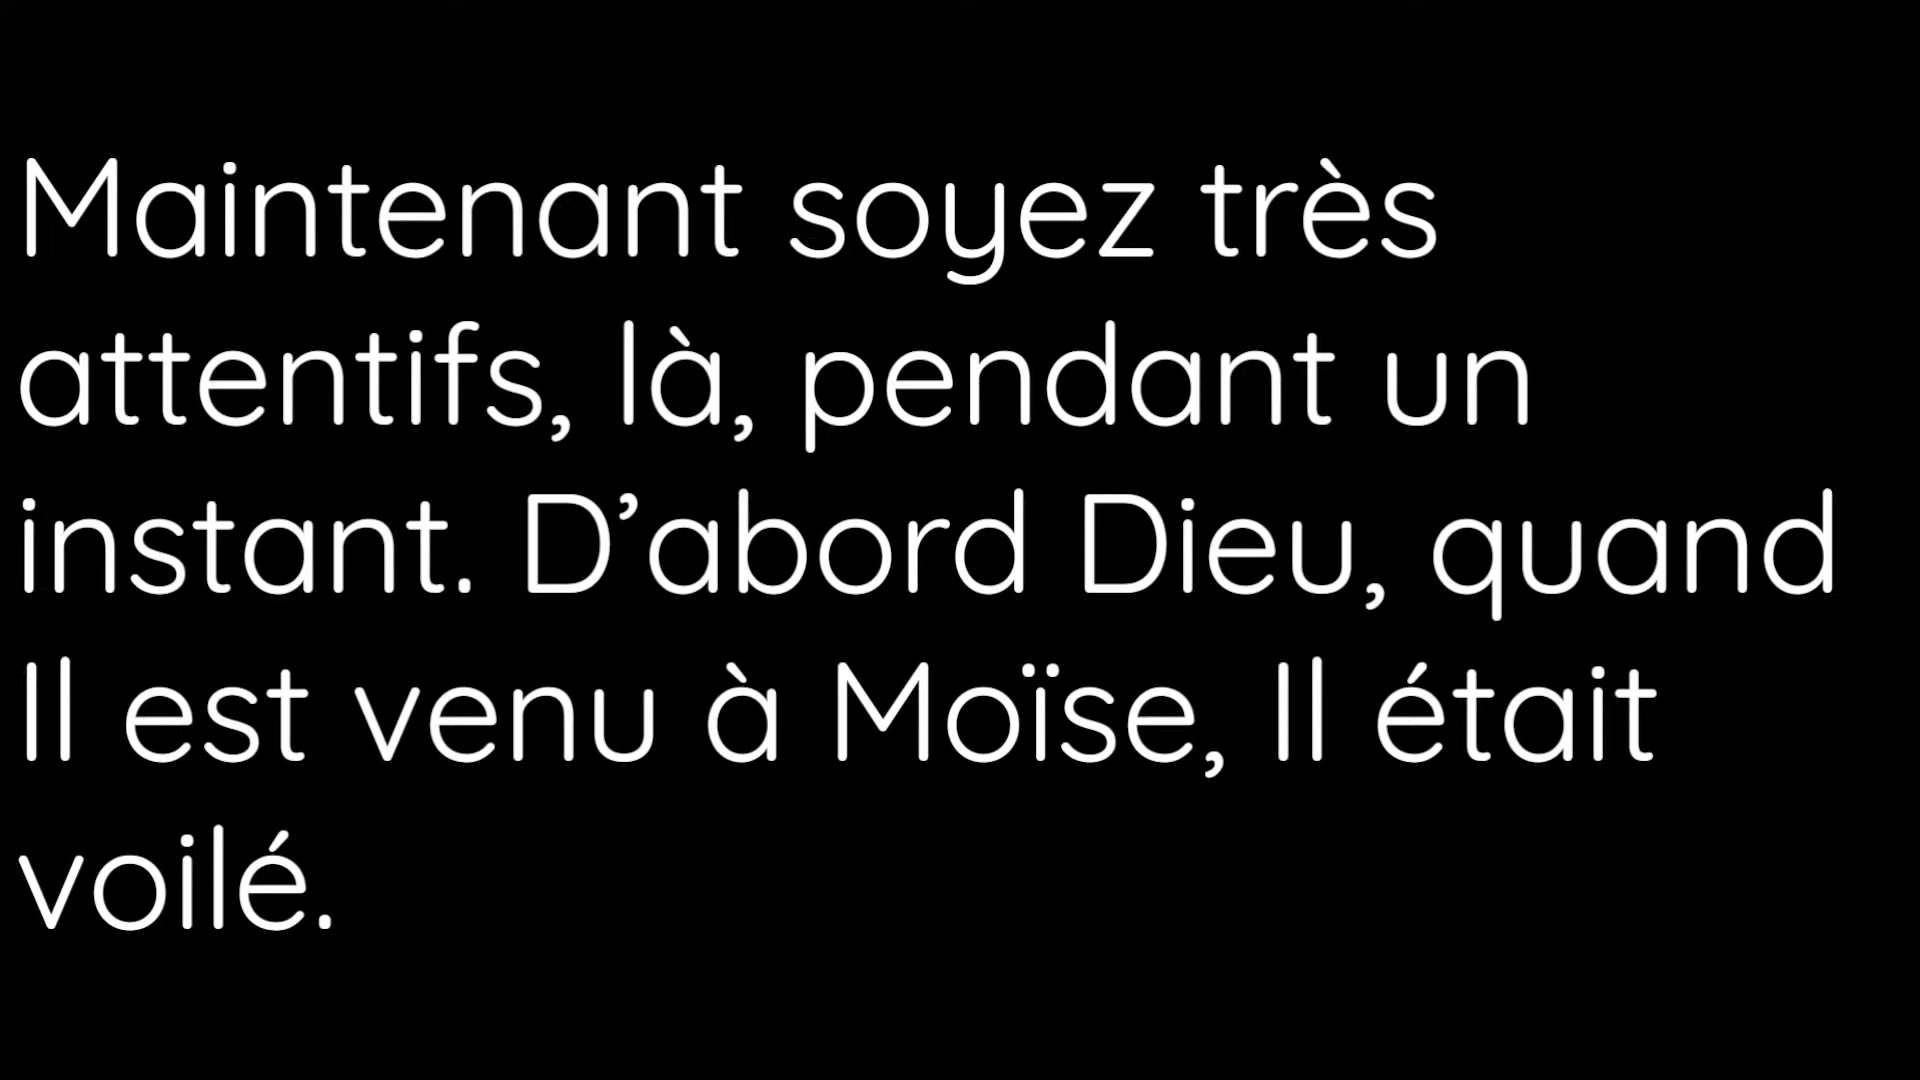 Maintenant soyez très
attentifs, là, pendant un
instant. D’abord Dieu, quand
Il est venu à Moïse, Il était
voilé.